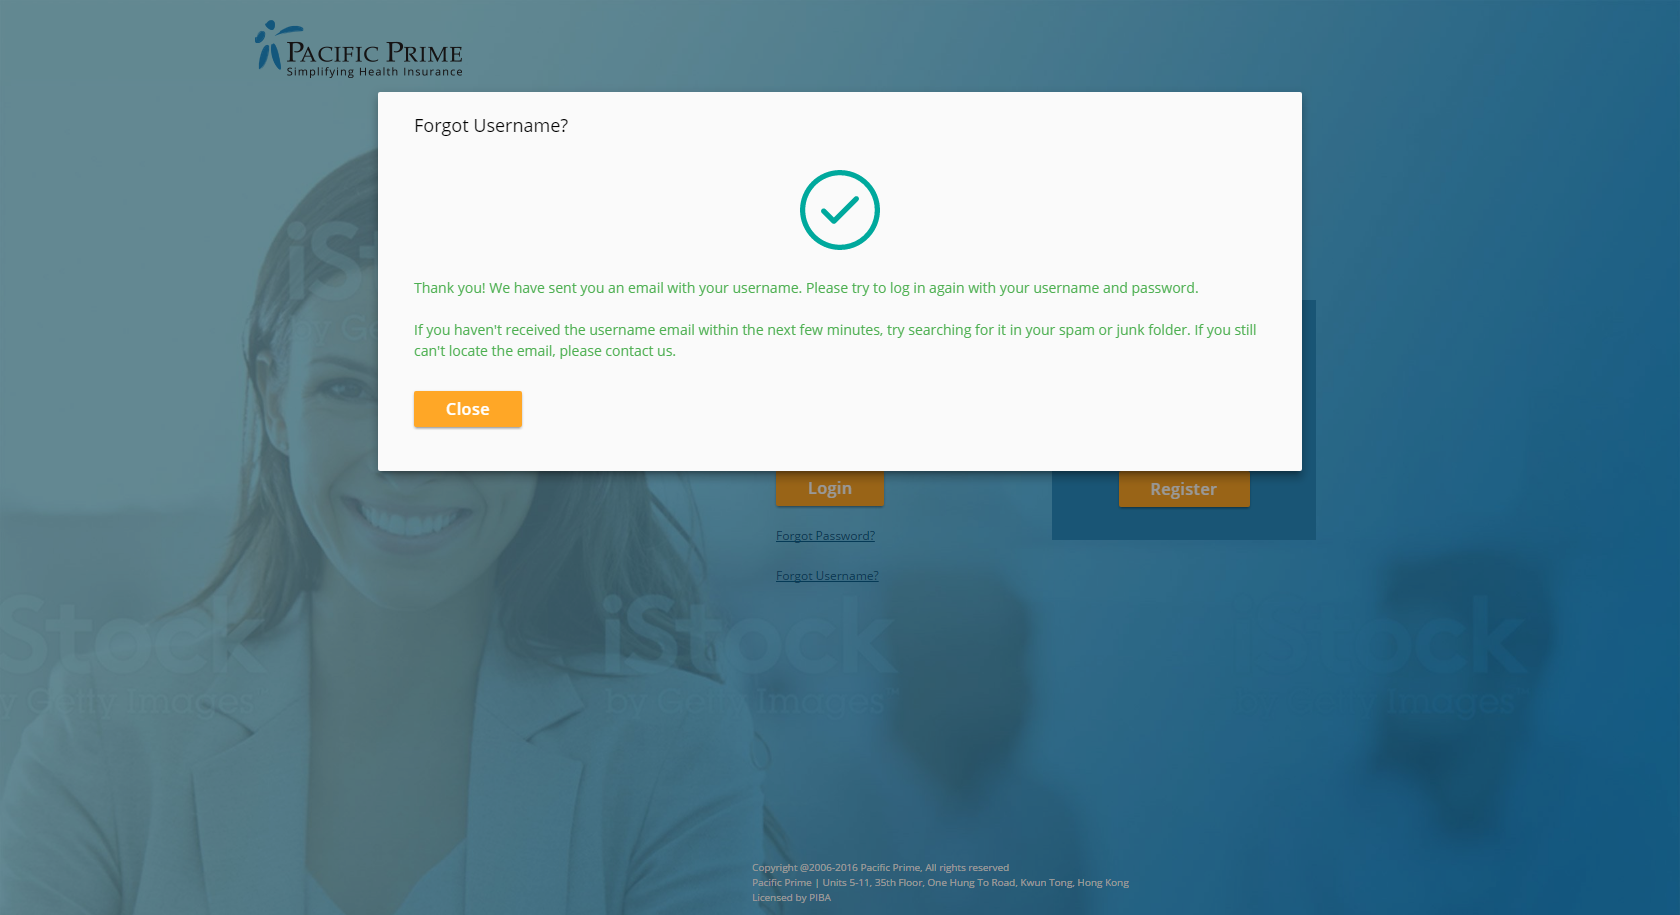 PACIFIC PRIME
Simplifying Health Insurance
Forgot Username?
Thank you! We have sent you an email with your username. Please try to log in again with your username and password.
If you haven't received the username email within the next few minutes, try searching for it in your spam or junk folder. If you still
can't locate the email, please contact us.
Close
Login
Register
Forgot Password?
Forgot Username?
iSt
by Ge
iStock
by Getty Images
iStock
by Getty Images™
iStock
by Getty Images™
Copyright @2006-2016 Pacific Prime, All rights reserved
Pacific Prime | Units 5-11, 35th Floor, One Hung To Road, Kwun Tong, Hong Kong
Licensed by PIBA